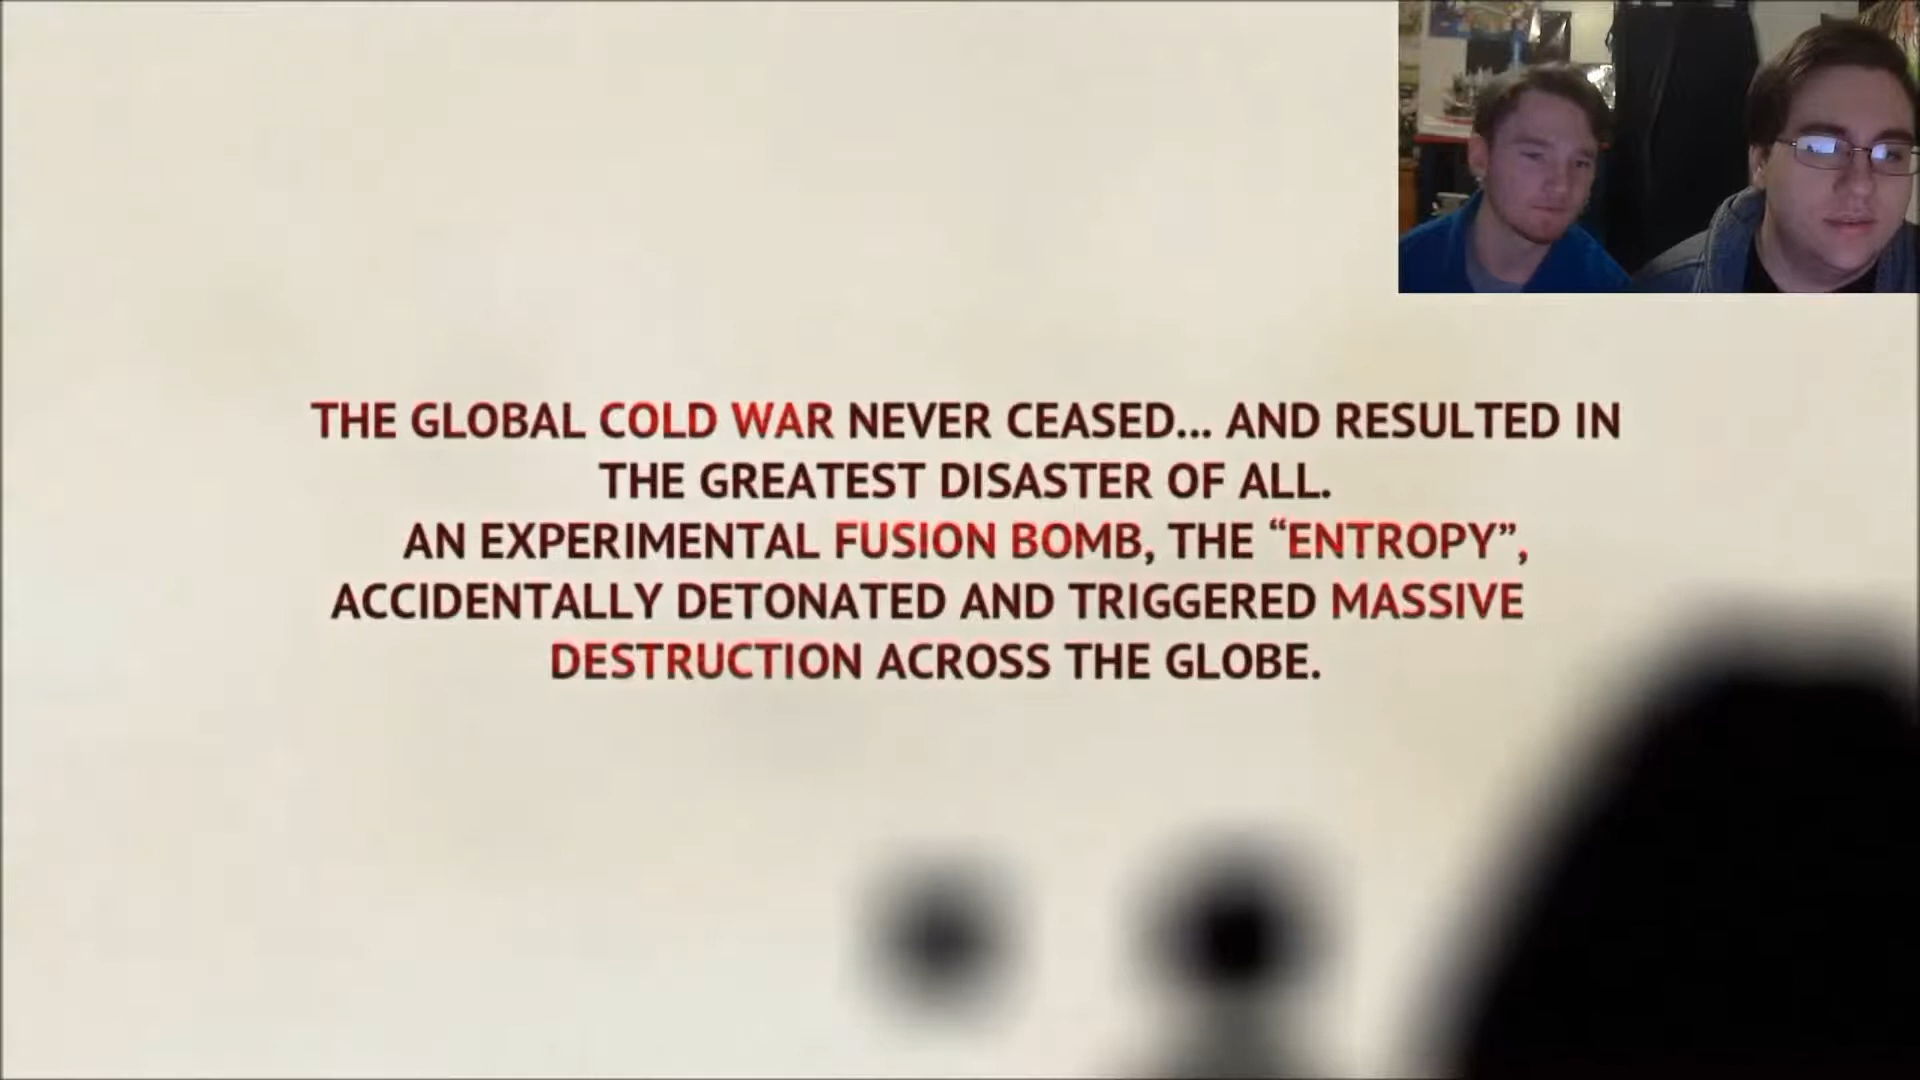 THE GLOBAL COLD WAR NEVER CEASED... AND RESULTED IN
THE GREATEST DISASTER OF ALL.
AN EXPERIMENTAL FUSION BOMB, THE “ENTROPY”,
ACCIDENTALLY DETONATED AND TRIGGERED MASSIVE
DESTRUCTION ACROSS THE GLOBE.